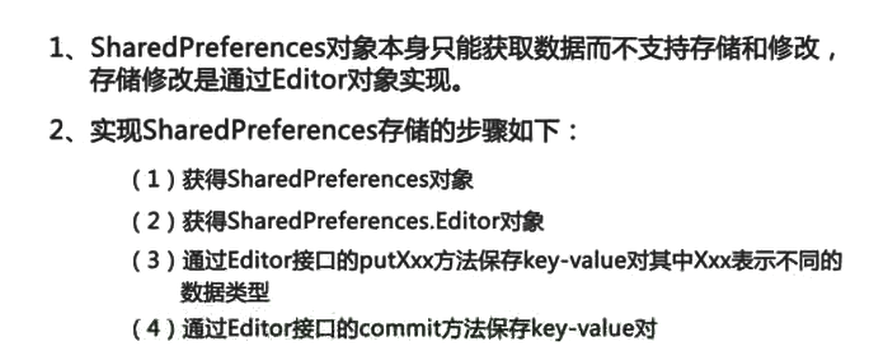 1、SharedPreferences对象本身只能获取数据而不支持存储和修改，
存储修改是通过Editor对象实现。
2、实现SharedPreferences存储的步骤如下：
（1）获得SharedPreferences对象
（2）获得SharedPreferences.Editor对象
（3）通过Editor接口的putXxx方法保存key-value对其中Xxx表示不同的
数据类型
（4）通过Editor接口的commit方法保存key-value对